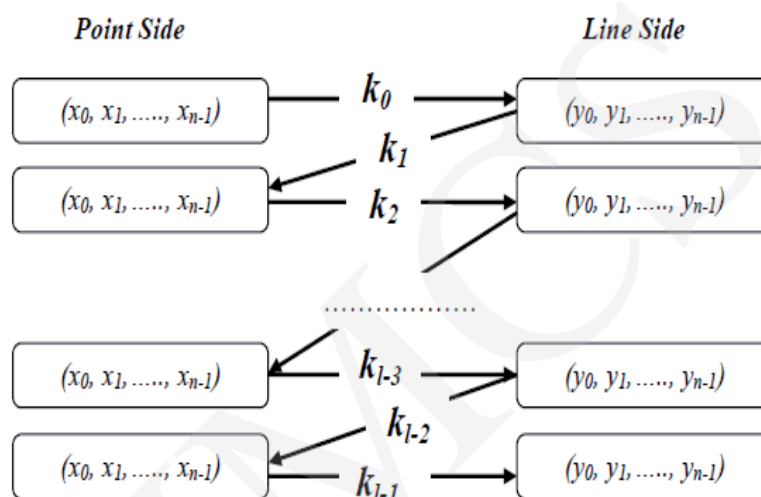 Point Side Line Side
(x0, x1, ....., xn-1) k0 (y0, y1, ....., yn-1)
k1
(x0, x1, ....., xn-1) k2 (y0, y1, ....., yn-1)
....................
(x0, x1, ....., xn-1) kl-3 (y0, y1, ....., yn-1)
kl-2
(x0, x1, ....., xn-1) kl-1 (y0, y1, ....., yn-1)